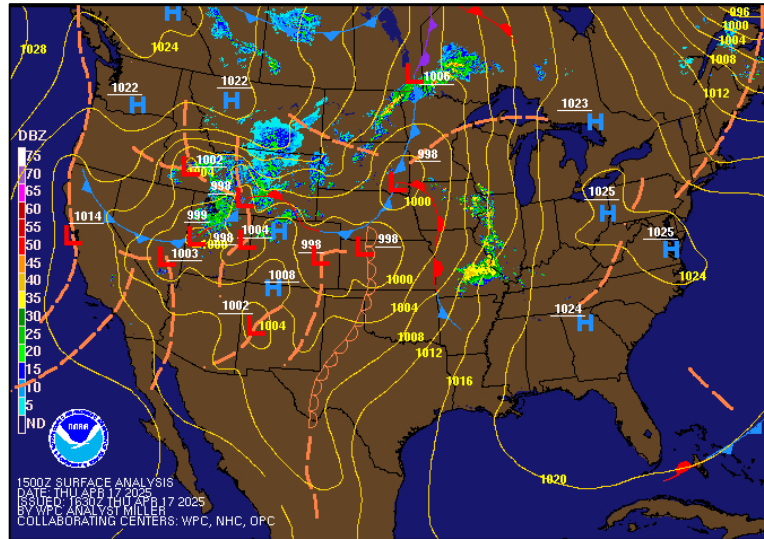 996
1000
1004
1008
1012
1028
1024
H
H
L 1006
1022
H
1022
H
1023
H
DBZ
75
70
65
60
55
50
45
40
35
30
25
20
15
10
5
ND
1002
L
1004
998
L
998
L
1000
1025
H
1014
L
999
L
998
L
1000
1004
H
998
L
998
L
1025
H
1003
L
1008
H
1000
1024
1002
L
1004
1004
1024
H
1008
1012
1016
1020
NOAA
1500Z SURFACE ANALYSIS
DATE: THU APR 17 2025
ISSUED: 1630Z THU APR 17 2025
BY WPC ANALYST MILLER
COLLABORATING CENTERS: WPC, NHC, OPC